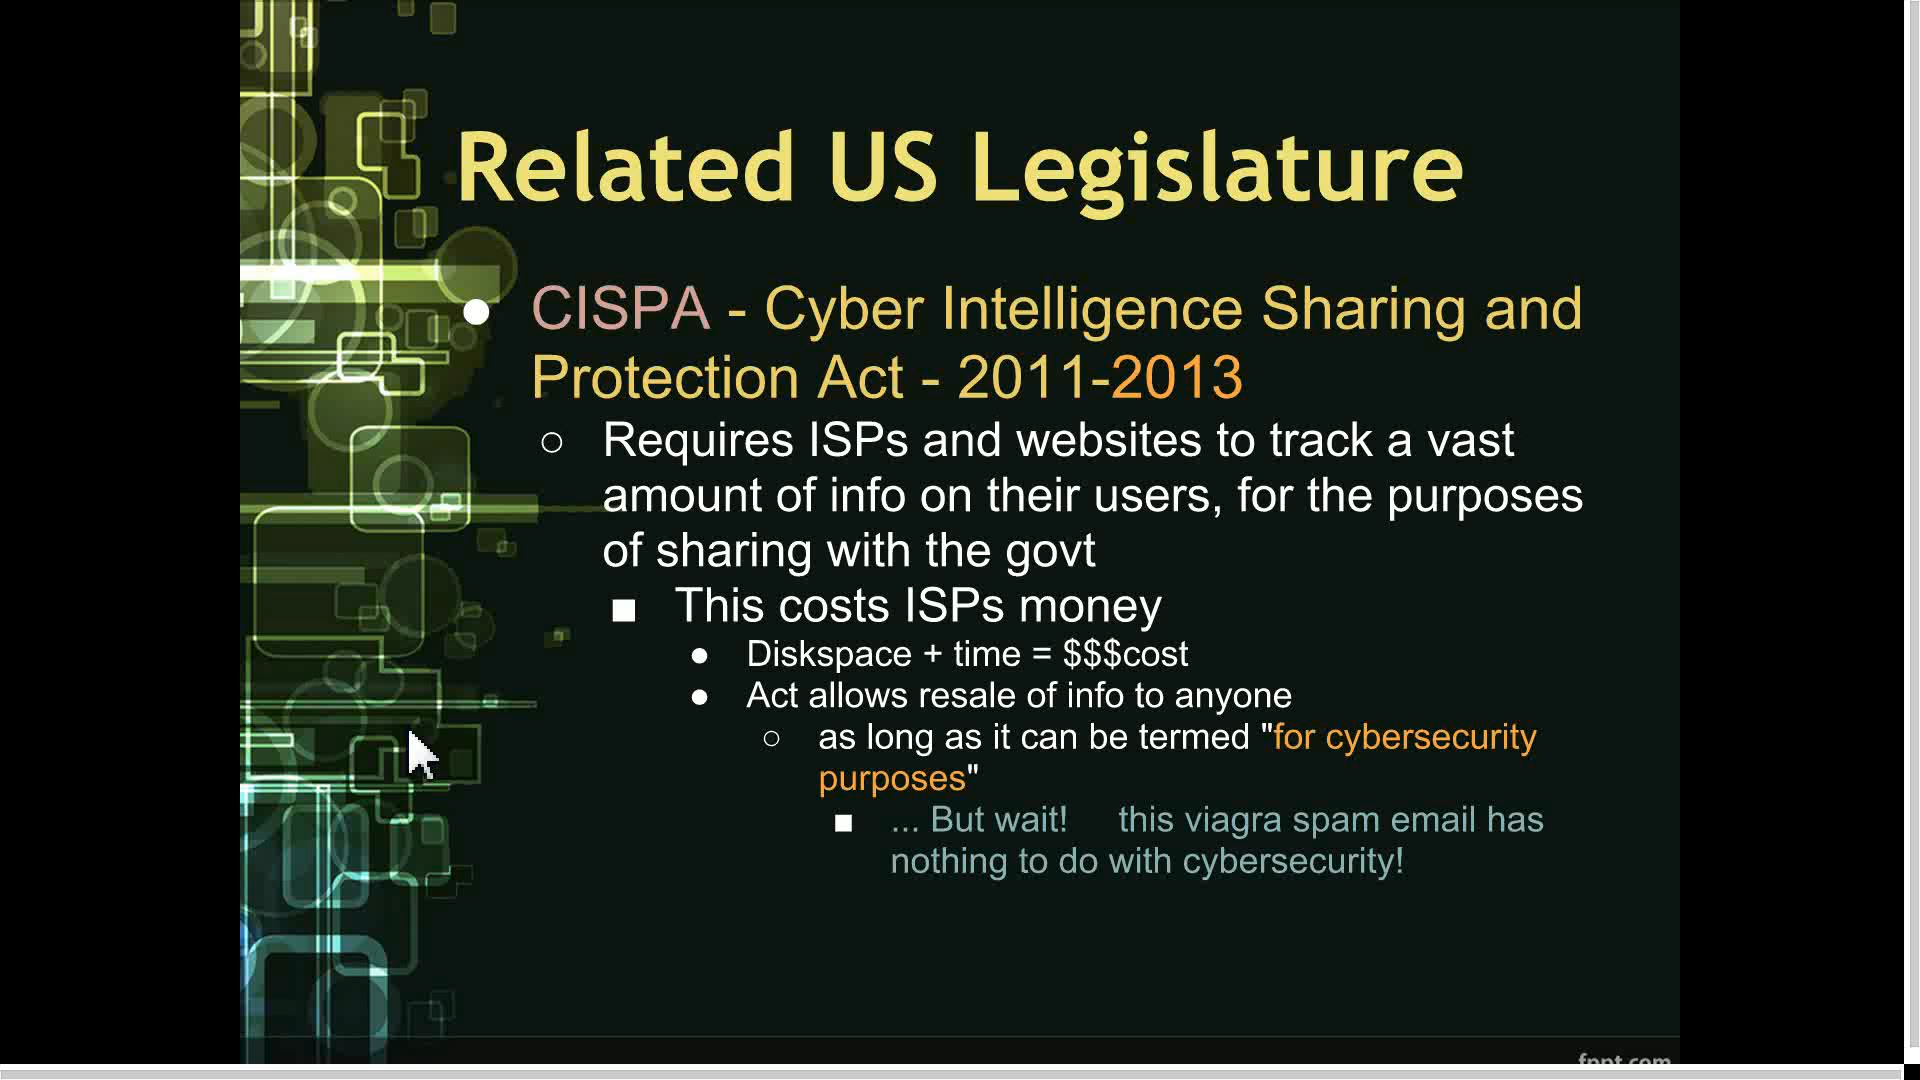 Related US Legislature
● CISPA - Cyber Intelligence Sharing and
Protection Act - 2011-2013
○ Requires ISPs and websites to track a vast
amount of info on their users, for the purposes
of sharing with the govt
■ This costs ISPs money
● Diskspace + time = $$$cost
● Act allows resale of info to anyone
○ as long as it can be termed "for cybersecurity
purposes"
■ ... But wait! this viagra spam email has
nothing to do with cybersecurity!
fppt.com